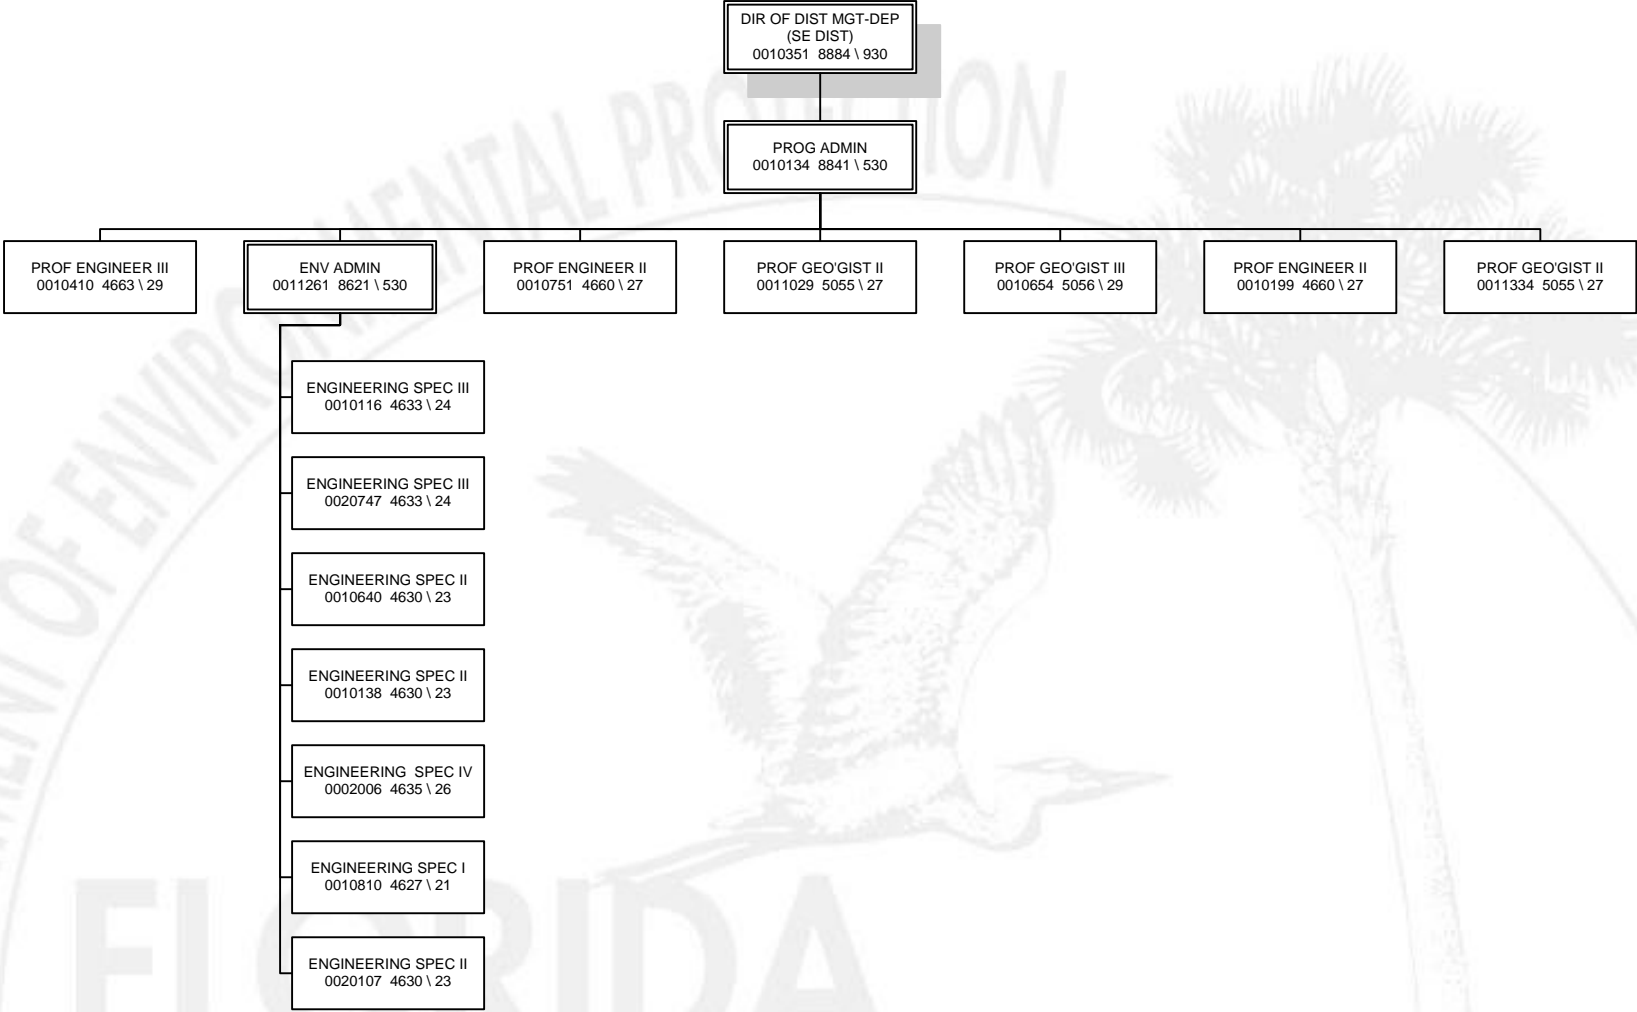 DIR OF DIST MGT-DEP
(SE DIST)
0010351 8884 \ 930
PROG ADMIN
0010134 8841 \ 530
PROF ENGINEER III
0010410 4663 \ 29
ENV ADMIN
0011261 8621 \ 530
PROF ENGINEER II
0010751 4660 \ 27
PROF GEO'GIST II
0011029 5055 \ 27
PROF GEO'GIST III
0010654 5056 \ 29
PROF ENGINEER II
0010199 4660 \ 27
PROF GEO'GIST II
0011334 5055 \ 27
ENGINEERING SPEC III
0010116 4633 \ 24
ENGINEERING SPEC III
0020747 4633 \ 24
ENGINEERING SPEC II
0010640 4630 \ 23
ENGINEERING SPEC II
0010138 4630 \ 23
ENGINEERING SPEC IV
0002006 4635 \ 26
ENGINEERING SPEC I
0010810 4627 \ 21
ENGINEERING SPEC II
0020107 4630 \ 23
OF ENVIRONMENTAL PROTECTION
FLORIDA